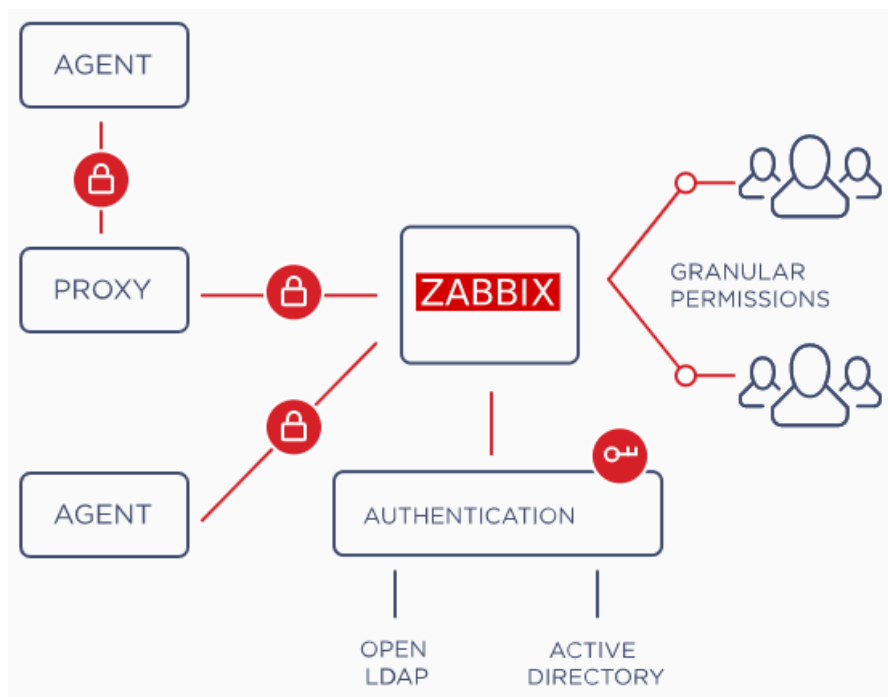 AGENT
PROXY
ZABBIX
GRANULAR
PERMISSIONS
AGENT
AUTHENTICATION
OPEN
LDAP
ACTIVE
DIRECTORY